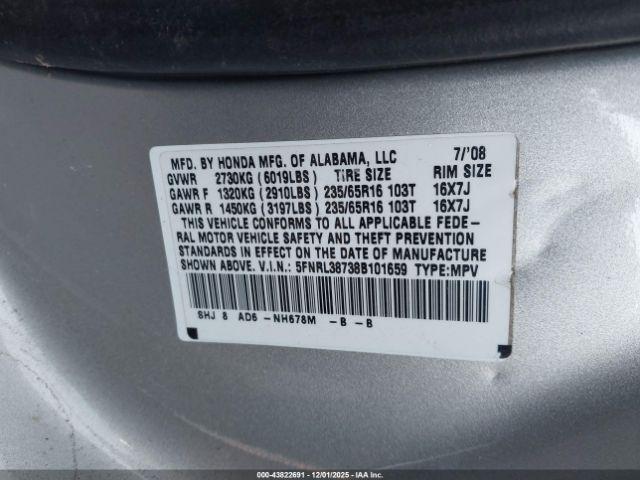 MFD. BY HONDA MFG. OF ALABAMA, LLC 7/'08
GVWR 2730KG (6019LBS) TIRE SIZE RIM SIZE
GAWR F 1320KG (2910LBS) 235/65R16 103T 16X7J
GAWR R 1450KG (3197LBS) 235/65R16 103T 16X7J
THIS VEHICLE CONFORMS TO ALL APPLICABLE FEDE-
RAL MOTOR VEHICLE SAFETY AND THEFT PREVENTION
STANDARDS IN EFFECT ON THE DATE OF MANUFACTURE
SHOWN ABOVE. V.I.N.: 5FNRL38738B101659 TYPE:MPV
SHJ 8 AD6 -NH678M -B -B
000-43822691 - 12/01/2025 - IAAI.COM